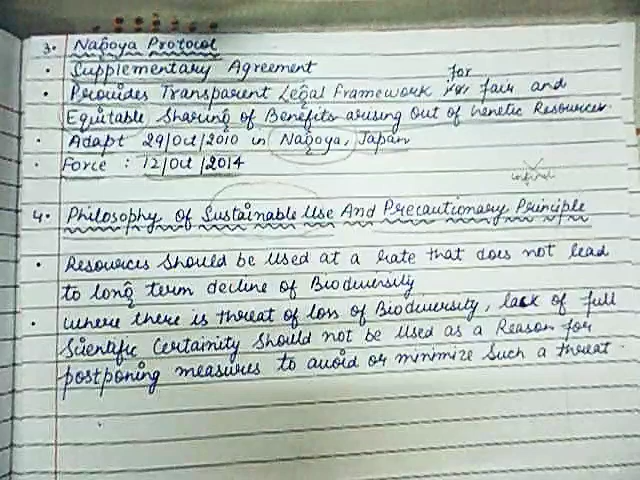 3. Nagoya Protocol
• Supplementary Agreement
• Provides Transparent Legal Framework for fair and
Equitable Sharing of Benefits arising out of Genetic Resources.
• Adapt 29/Oct/2010 in Nagoya, Japan
• Force : 12/Oct/2014
4. Philosophy of Sustainable Use And Precautionary Principle
• Resources should be used at a Rate that does not lead
to long term decline of Biodiversity
• where there is threat of loss of Biodiversity, lack of full
Scientific Certainity Should not be Used as a Reason for
postponing measures to avoid or minimize Such a threat.